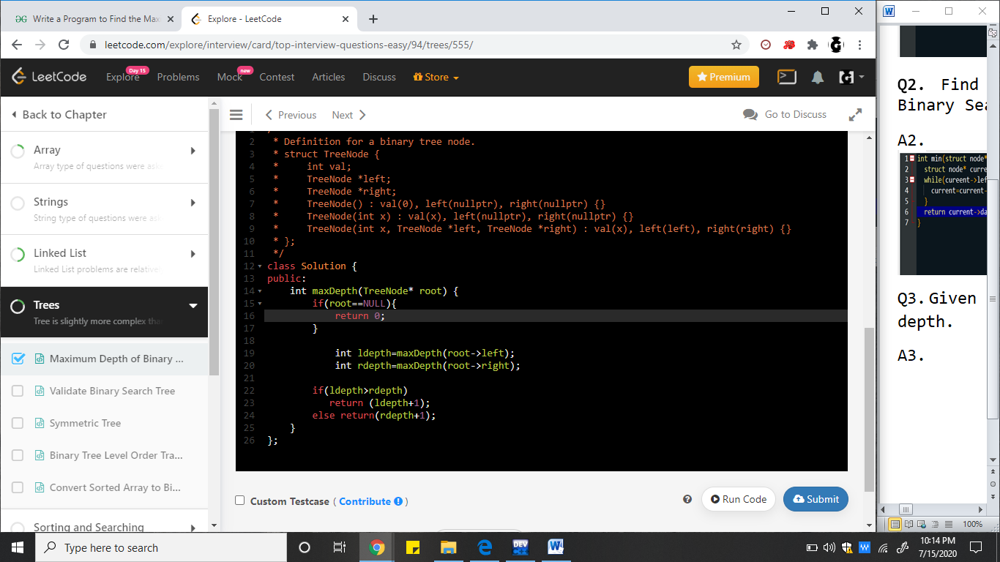 Write a Program to Find the Max
Explore - LeetCode
leetcode.com/explore/interview/card/top-interview-questions-easy/94/trees/555/
LeetCode
Explore
Day 15
Problems
Mock
new
Contest
Articles
Discuss
Store
Premium
Back to Chapter
Previous
Next
Go to Discuss
Array
Array type of questions were ask
Strings
String type of questions were ask
Linked List
Linked List problems are relative
Trees
Tree is slightly more complex tha
Maximum Depth of Binary ...
Validate Binary Search Tree
Symmetric Tree
Binary Tree Level Order Tra...
Convert Sorted Array to Bi...
Sorting and Searching
2 * Definition for a binary tree node.
3 * struct TreeNode {
4 *     int val;
5 *     TreeNode *left;
6 *     TreeNode *right;
7 *     TreeNode() : val(0), left(nullptr), right(nullptr) {}
8 *     TreeNode(int x) : val(x), left(nullptr), right(nullptr) {}
9 *     TreeNode(int x, TreeNode *left, TreeNode *right) : val(x), left(left), right(right) {}
10 * };
11 */
12 class Solution {
13 public:
14     int maxDepth(TreeNode* root) {
15         if(root==NULL){
16             return 0;
17         }
18
19             int ldepth=maxDepth(root->left);
20             int rdepth=maxDepth(root->right);
21
22         if(ldepth>rdepth)
23            return (ldepth+1);
24         else return(rdepth+1);
25     }
26 };
Custom Testcase ( Contribute )
Run Code
Submit
Q2. Find
Binary Sea
A2.
1 int min(struct node*
2 struct node* curre
3 while(cureent->lef
4 current=current-
5 }
6 return current->da
7 }
Q3. Given
depth.
A3.
100%
Type here to search
DEV
C++
10:14 PM
7/15/2020